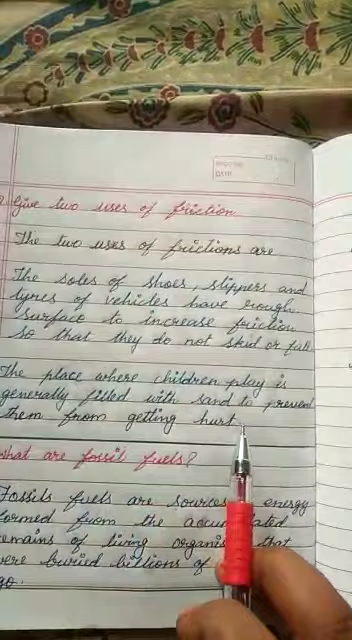 Give two uses of friction
The two uses of frictions are
The soles of shoes, slippers and
tyres of vehicles have rough
surface to increase friction
so that they do not skid or fall.
The place where children play is
generally filled with sand to prevent
them from getting hurt
What are fossil fuels?
Fossils fuels are sources energy
formed from the
remains of living that
were buried billions of
ago.